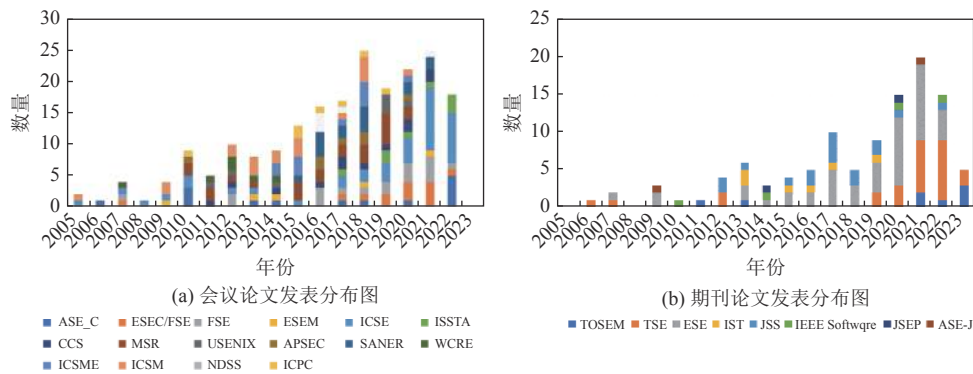 30
25
20
15
10
5
0
数量
2005 2006 2007 2008 2009 2010 2011 2012 2013 2014 2015 2016 2017 2018 2019 2020 2021 2022 2023
年份
(a) 会议论文发表分布图
ASE_C ESEC/FSE FSE ESEM ICSE ISSTA
CCS MSR USENIX APSEC SANER WCRE
ICSME ICSM NDSS ICPC
25
20
15
10
5
0
数量
2005 2006 2007 2008 2009 2010 2011 2012 2013 2014 2015 2016 2017 2018 2019 2020 2021 2022 2023
年份
(b) 期刊论文发表分布图
TOSEM TSE ESE IST JSS IEEE Softwqre JSEP ASE-J